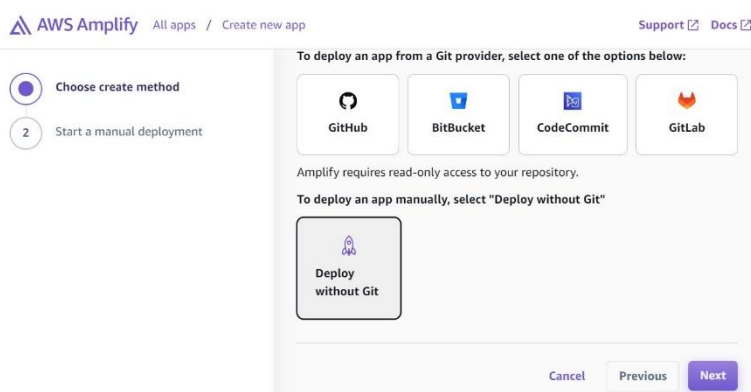 AWS Amplify All apps / Create new app Support Docs
Choose create method
2 Start a manual deployment
To deploy an app from a Git provider, select one of the options below:
GitHub BitBucket CodeCommit GitLab
Amplify requires read-only access to your repository.
To deploy an app manually, select "Deploy without Git"
Deploy
without Git
Cancel Previous Next